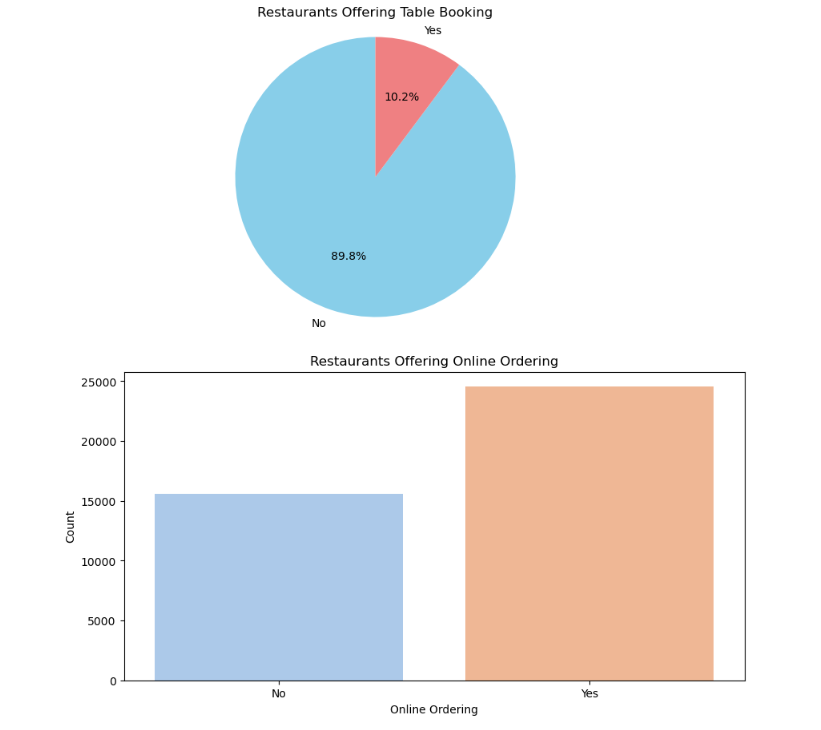 Restaurants Offering Table Booking
Yes
10.2%
89.8%
No
Restaurants Offering Online Ordering
25000
20000
15000
10000
5000
0
Count
No Yes
Online Ordering